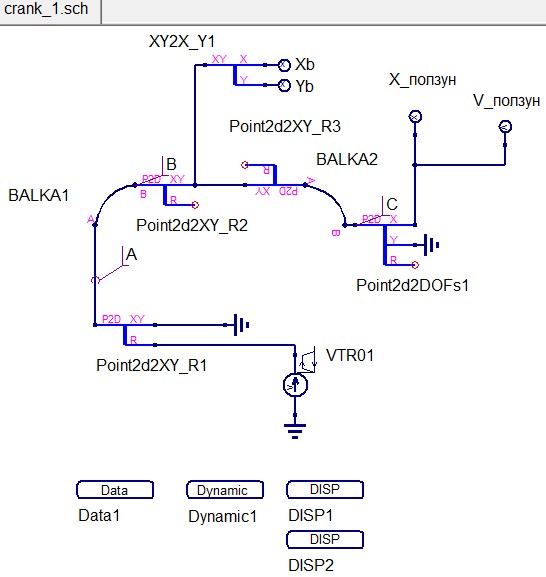 crank_1.sch
XY2X_Y1
XY X
Xb
Y
Yb
X_ползун
V_ползун
X
V
Point2d2XY_R3
R
XY P2D
BALKA2
A
B
B
P2D XY
R
BALKA1
A
B
Point2d2XY_R2
C
P2D X
Y
R
Point2d2DOFs1
A
P2D XY
R
Point2d2XY_R1
VTR01
V
Data
Data1
Dynamic
Dynamic1
DISP
DISP1
DISP
DISP2